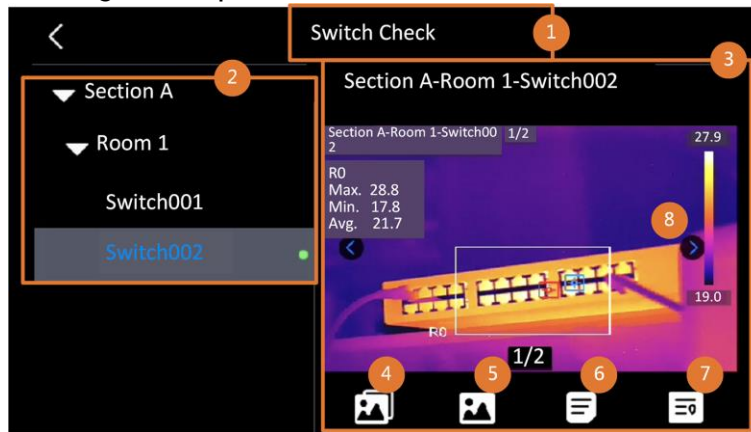 Switch Check
1
2
3
Section A
Room 1
Switch001
Switch002
Section A-Room 1-Switch002
Section A-Room 1-Switch00
2
1/2
27.9
R0
Max. 28.8
Min. 17.8
Avg. 21.7
8
19.0
R0
1/2
4
5
6
7